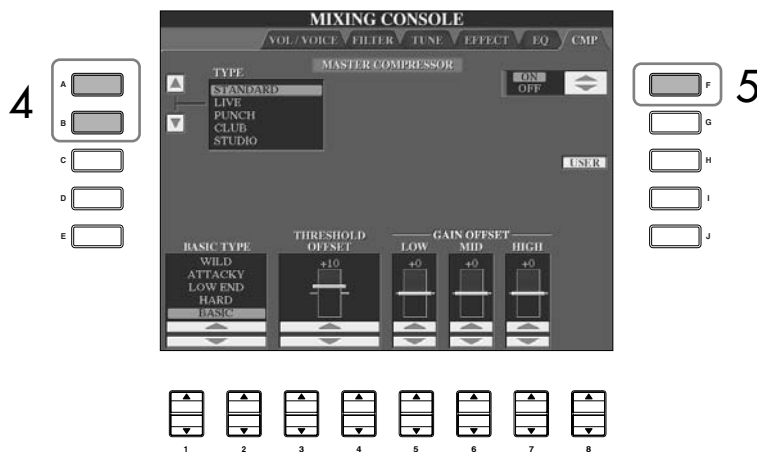 MIXING CONSOLE
VOL/VOICE FILTER TUNE EFFECT EQ CMP
MASTER COMPRESSOR
TYPE
STANDARD
LIVE
PUNCH
CLUB
STUDIO
ON
OFF
USER
4
A
B
C
D
E
F
G
H
I
J
5
BASIC TYPE
WILD
ATTACKY
LOW END
HARD
BASIC
THRESHOLD
OFFSET
+10
GAIN OFFSET
LOW MID HIGH
+0 +0 +0
1 2 3 4 5 6 7 8